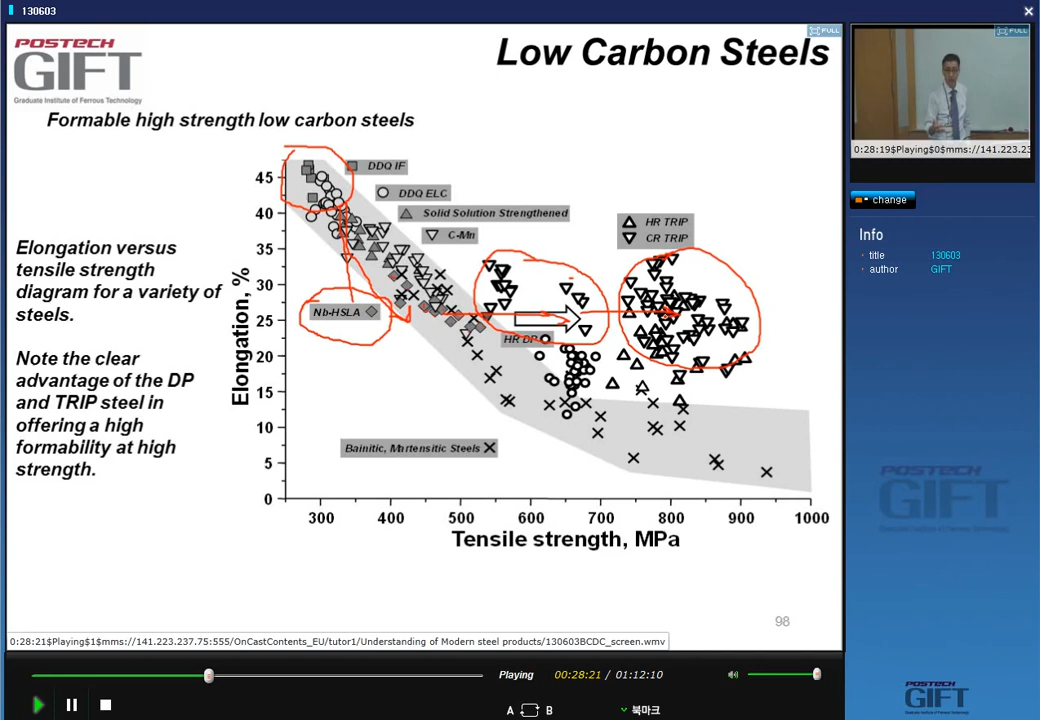 130603
POSTECH
GIFT
Graduate Institute of Ferrous Technology
Low Carbon Steels
FULL
FULL
0:28:19$Playing$0$mms://141.223.23
change
Info
title 130603
author GIFT
Formable high strength low carbon steels
Elongation versus
tensile strength
diagram for a variety of
steels.
Note the clear
advantage of the DP
and TRIP steel in
offering a high
formability at high
strength.
DDQ IF
DDQ ELC
Solid Solution Strengthened
C-Mn
HR TRIP
CR TRIP
Nb-HSLA
HR DP
Bainitic, Martensitic Steels
Elongation, %
45
40
35
30
25
20
15
10
5
0
300 400 500 600 700 800 900 1000
Tensile strength, MPa
98
POSTECH
GIFT
0:28:21$Playing$1$mms://141.223.237.75:555/OnCastContents_EU/tutor1/Understanding of Modern steel products/130603BCDC_screen.wmv
Playing 00:28:21 / 01:12:10
A B 북마크
POSTECH
GIFT